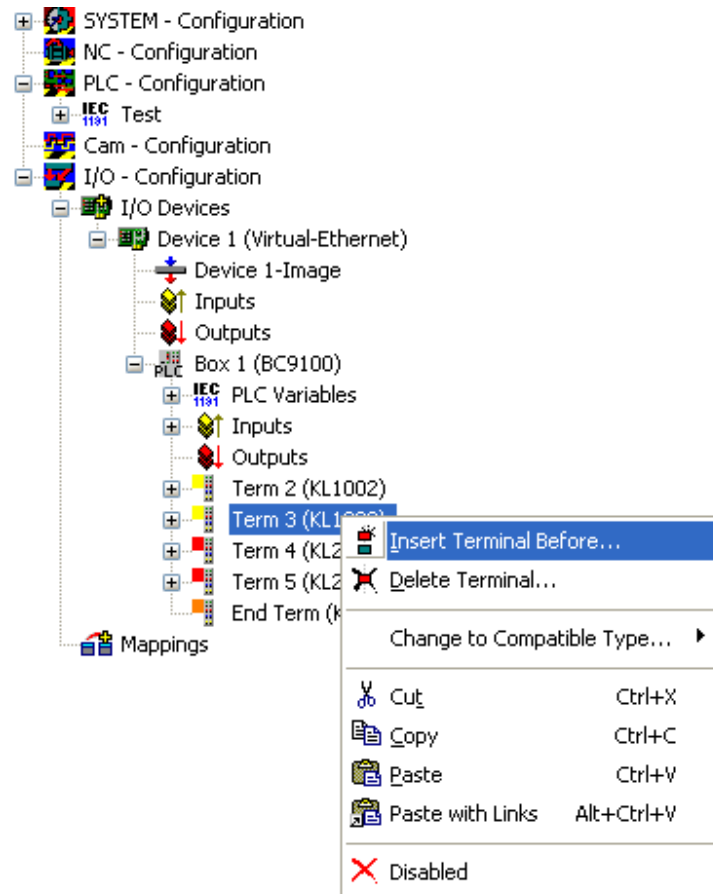 SYSTEM - Configuration
NC - Configuration
PLC - Configuration
IEC
1131
Test
Cam - Configuration
I/O - Configuration
I/O Devices
Device 1 (Virtual-Ethernet)
Device 1-Image
Inputs
Outputs
PLC
Box 1 (BC9100)
IEC
1131
PLC Variables
Inputs
Outputs
Term 2 (KL1002)
Term 3
Term 4 (KL2
Term 5 (KL2
End Term
Mappings
Insert Terminal Before...
Delete Terminal...
Change to Compatible Type...
Cut Ctrl+X
Copy Ctrl+C
Paste Ctrl+V
Paste with Links Alt+Ctrl+V
Disabled